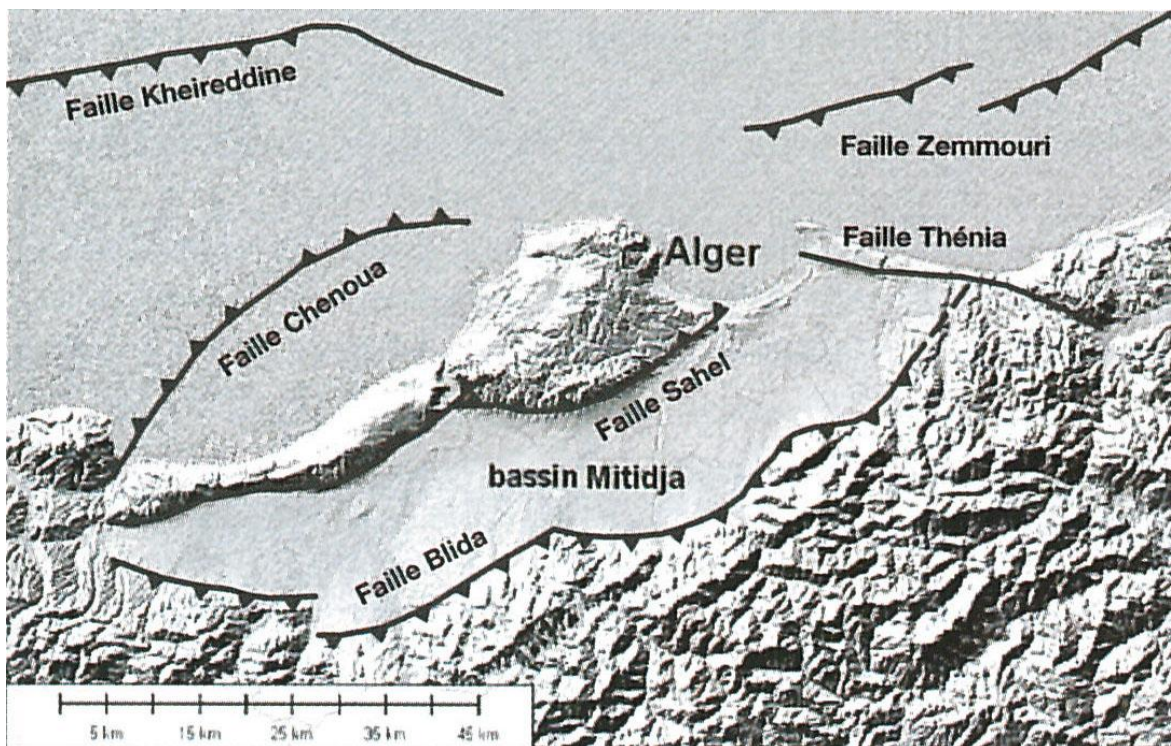 Faille Kheireddine
Faille Zemmouri
Alger
Faille Thénia
Faille Chenoua
Faille Sahel
bassin Mitidja
Faille Blida
5 km 15 km 25 km 35 km 45 km